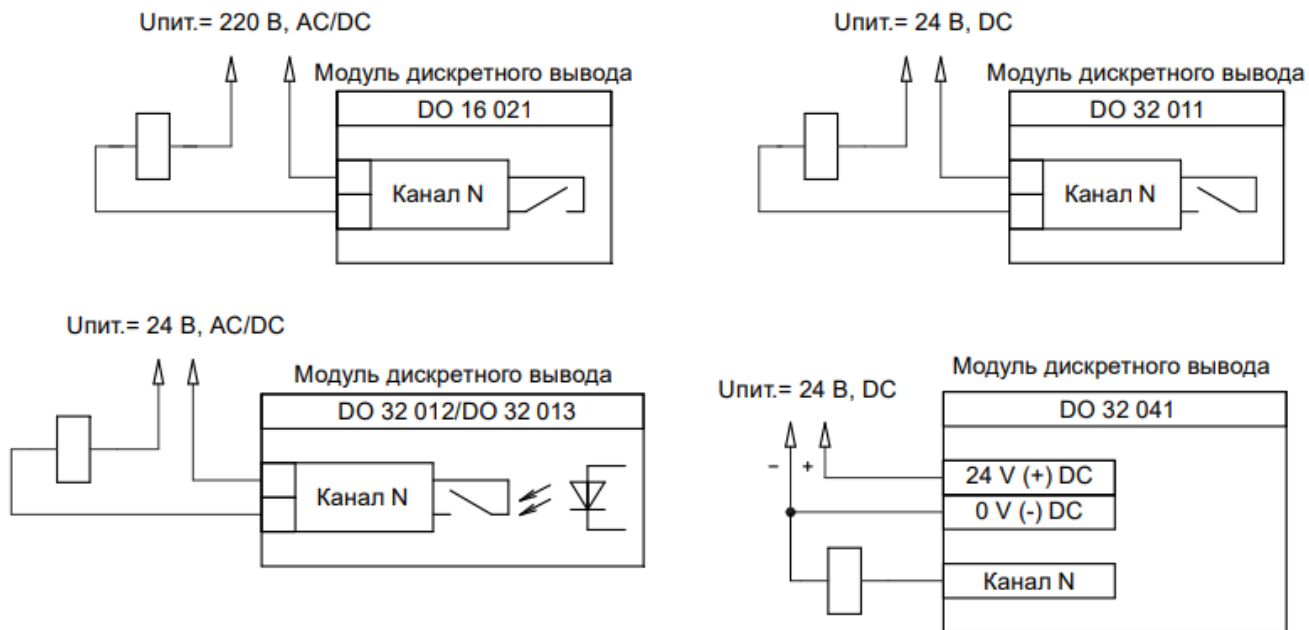 Uпит.= 220 В, AC/DC
Модуль дискретного вывода
DO 16 021
Канал N
Uпит.= 24 В, DC
Модуль дискретного вывода
DO 32 011
Канал N
Uпит.= 24 В, AC/DC
Модуль дискретного вывода
DO 32 012/DO 32 013
Канал N
Uпит.= 24 В, DC
Модуль дискретного вывода
DO 32 041
− +
24 V (+) DC
0 V (-) DC
Канал N